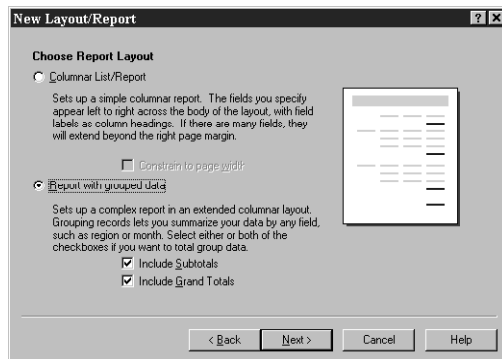 New Layout/Report
Choose Report Layout
Columnar List/Report
Sets up a simple columnar report. The fields you specify
appear left to right across the body of the layout, with field
labels as column headings. If there are many fields, they
will extend beyond the right page margin.
Constrain to page width
Report with grouped data
Sets up a complex report in an extended columnar layout.
Grouping records lets you summarize your data by any field,
such as region or month. Select either or both of the
checkboxes if you want to total group data.
Include Subtotals
Include Grand Totals
< Back
Next >
Cancel
Help